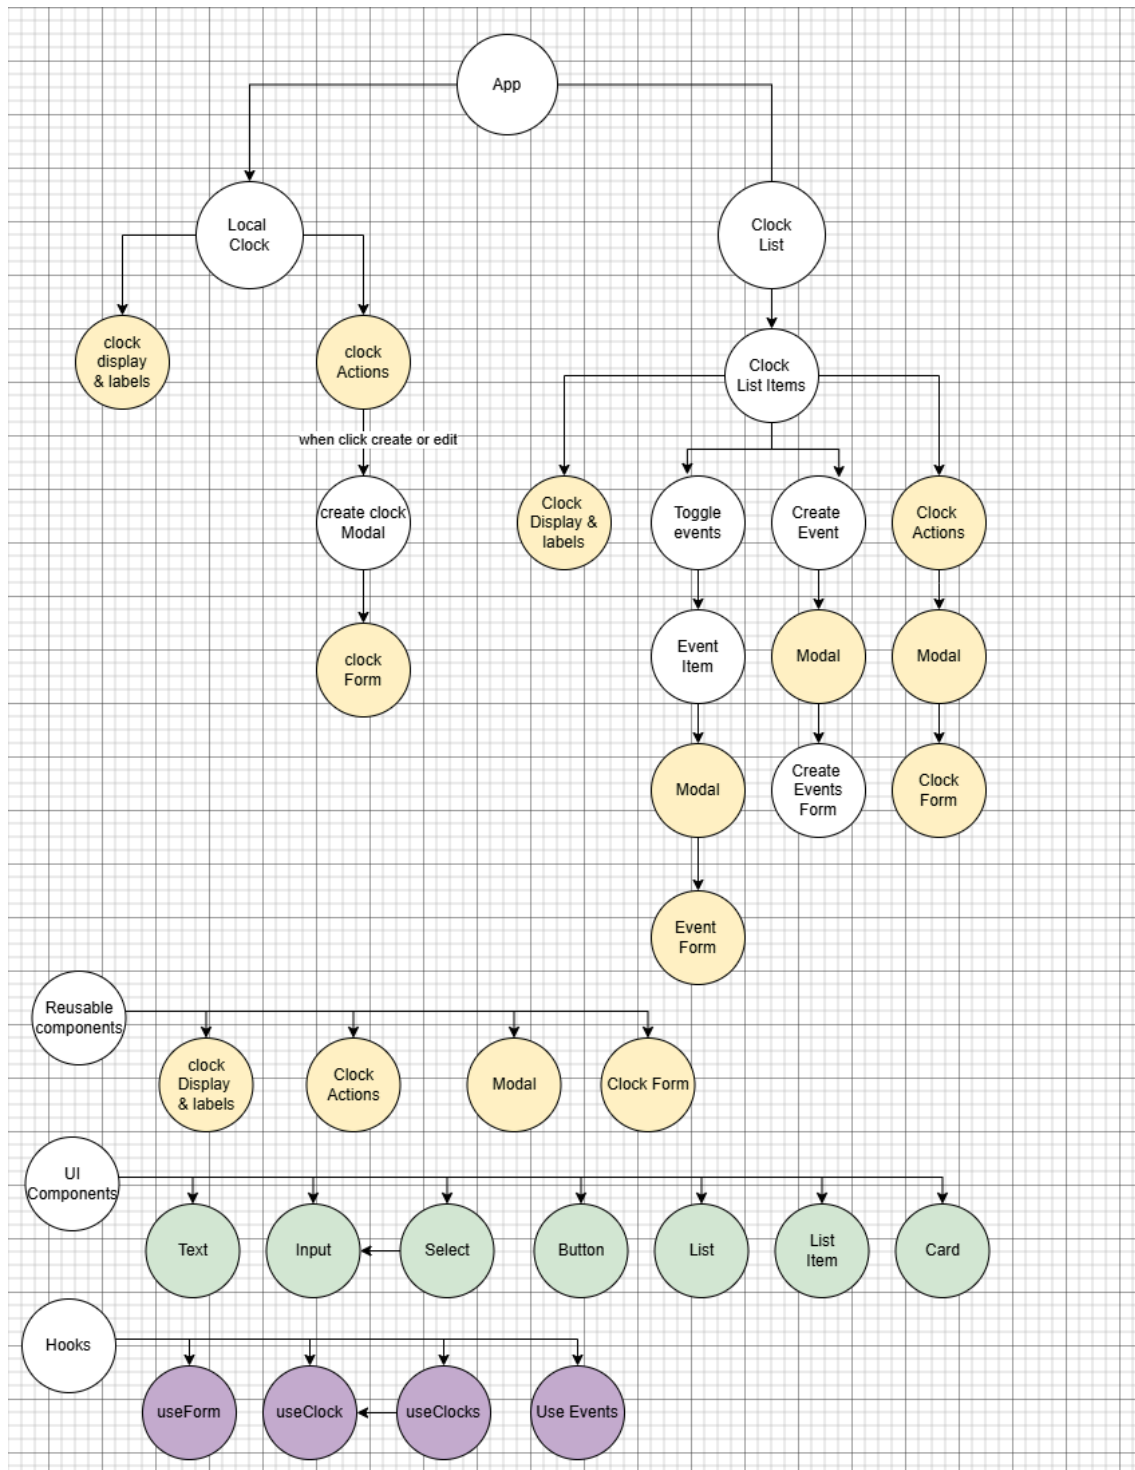 App
Local
Clock
Clock
List
clock
display
& labels
clock
Actions
Clock
List Items
when click create or edit
create clock
Modal
Clock
Display &
labels
Toggle
events
Create
Event
Clock
Actions
clock
Form
Event
Item
Modal
Modal
Modal
Create
Events
Form
Clock
Form
Event
Form
Reusable
components
clock
Display
& labels
Clock
Actions
Modal
Clock Form
UI
Components
Text
Input
Select
Button
List
List
Item
Card
Hooks
useForm
useClock
useClocks
Use Events